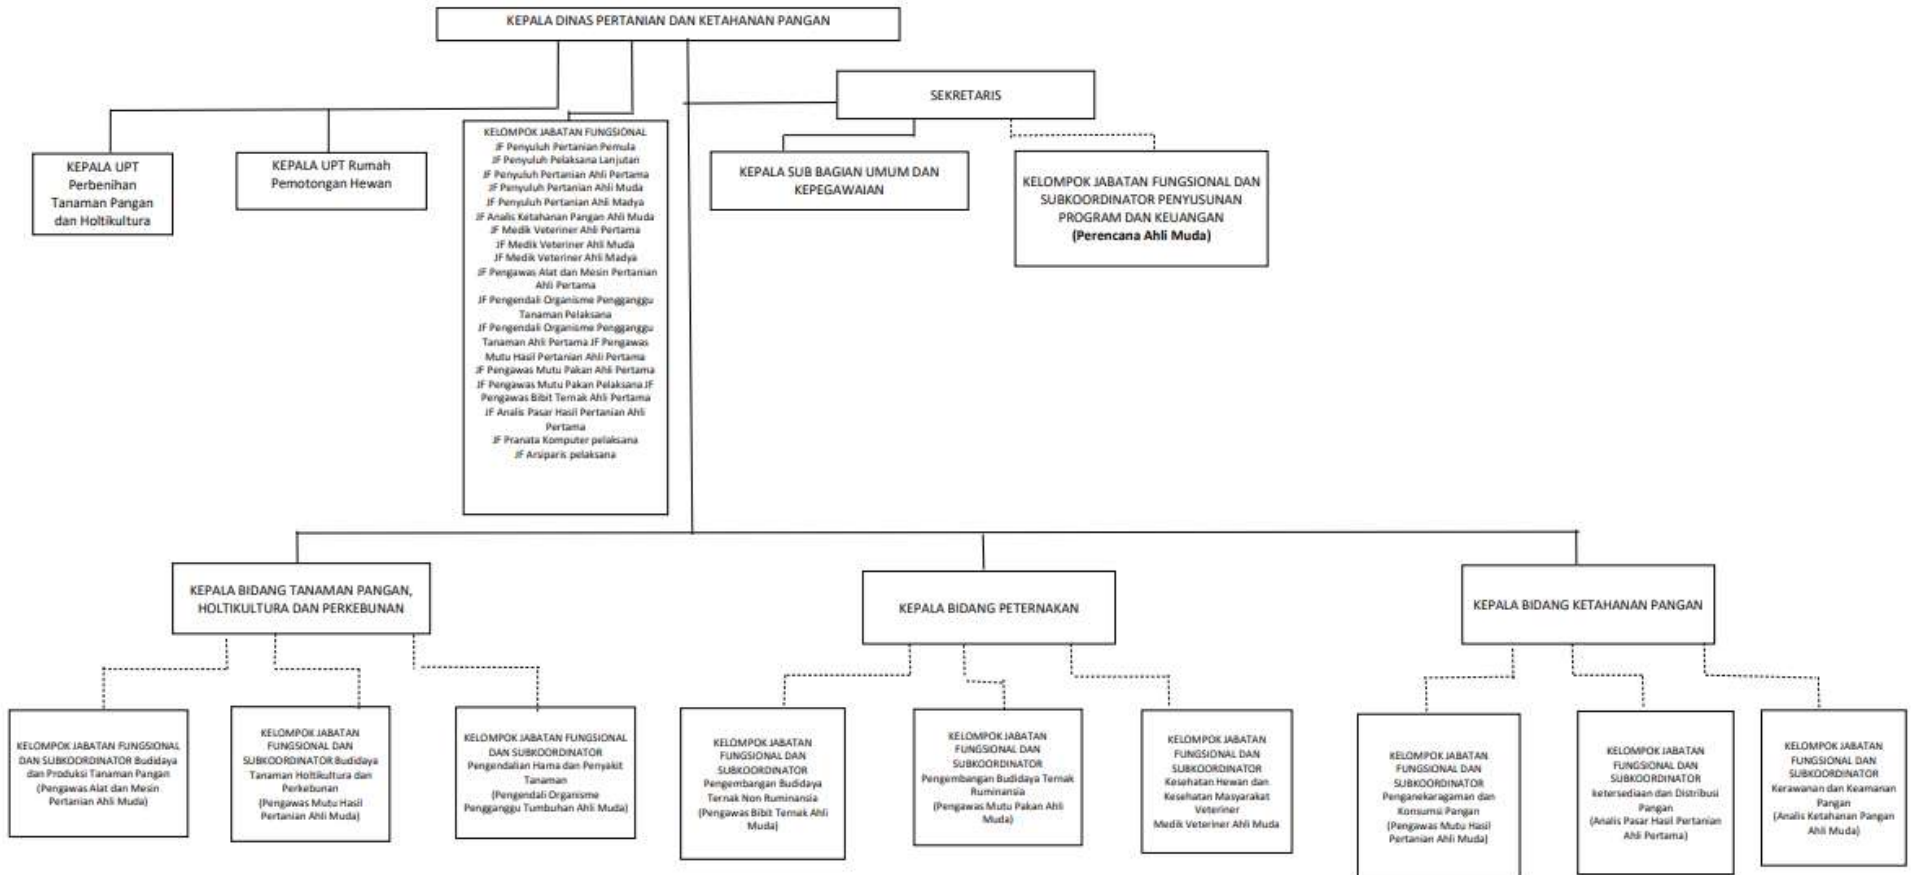 KEPALA DINAS PERTANIAN DAN KETAHANAN PANGAN
SEKRETARIS
KEPALA UPT
Perbenihan
Tanaman Pangan
dan Holtikultura
KEPALA UPT Rumah
Pemotongan Hewan
KELOMPOK JABATAN FUNGSIONAL
JF Penyuluh Pertanian Pemula
JF Penyuluh Pelaksana Lanjutan
JF Penyuluh Pertanian Ahli Pertama
JF Penyuluh Pertanian Ahli Muda
JF Penyuluh Pertanian Ahli Madya
JF Analis Ketahanan Pangan Ahli Muda
JF Medik Veteriner Ahli Pertama
JF Medik Veteriner Ahli Muda
JF Medik Veteriner Ahli Madya
JF Pengawas Alat dan Mesin Pertanian
Ahli Pertama
JF Pengendali Organisme Pengganggu
Tanaman Pelaksana
JF Pengendali Organisme Pengganggu
Tanaman Ahli Pertama JF Pengawas
Mutu Hasil Pertanian Ahli Pertama
JF Pengawas Mutu Pakan Ahli Pertama
JF Pengawas Mutu Pakan Pelaksana JF
Pengawas Bibit Ternak Ahli Pertama
JF Analis Pasar Hasil Pertanian Ahli
Pertama
JF Pranata Komputer pelaksana
JF Arsiparis pelaksana
KEPALA SUB BAGIAN UMUM DAN
KEPEGAWAIAN
KELOMPOK JABATAN FUNGSIONAL DAN
SUBKOORDINATOR PENYUSUNAN
PROGRAM DAN KEUANGAN
(Perencana Ahli Muda)
KEPALA BIDANG TANAMAN PANGAN,
HOLTIKULTURA DAN PERKEBUNAN
KEPALA BIDANG PETERNAKAN
KEPALA BIDANG KETAHANAN PANGAN
KELOMPOK JABATAN FUNGSIONAL
DAN SUBKOORDINATOR Budidaya
dan Produksi Tanaman Pangan
(Pengawas Alat dan Mesin
Pertanian Ahli Muda)
KELOMPOK JABATAN
FUNGSIONAL DAN
SUBKOORDINATOR Budidaya
Tanaman Holtikultura dan
Perkebunan
(Pengawas Mutu Hasil
Pertanian Ahli Muda)
KELOMPOK JABATAN FUNGSIONAL
DAN SUBKOORDINATOR
Pengendalian Hama dan Penyakit
Tanaman
(Pengendali Organisme
Pengganggu Tumbuhan Ahli Muda)
KELOMPOK JABATAN
FUNGSIONAL DAN
SUBKOORDINATOR
Pengembangan Budidaya
Ternak Non Ruminansia
(Pengawas Bibit Ternak Ahli
Muda)
KELOMPOK JABATAN
FUNGSIONAL DAN
SUBKOORDINATOR
Pengembangan Budidaya Ternak
Ruminansia
(Pengawas Mutu Pakan Ahli
Muda)
KELOMPOK JABATAN
FUNGSIONAL DAN
SUBKOORDINATOR
Kesehatan Hewan dan
Kesehatan Masyarakat
Veteriner
Medik Veteriner Ahli Muda
KELOMPOK JABATAN
FUNGSIONAL DAN
SUBKOORDINATOR
Penganekaragaman dan
Konsumsi Pangan
(Pengawas Mutu Hasil
Pertanian Ahli Muda)
KELOMPOK JABATAN
FUNGSIONAL DAN
SUBKOORDINATOR
ketersediaan dan Distribusi
Pangan
(Analis Pasar Hasil Pertanian
Ahli Pertama)
KELOMPOK JABATAN
FUNGSIONAL DAN
SUBKOORDINATOR
Kerawanan dan Keamanan
Pangan
(Analis Ketahanan Pangan
Ahli Muda)